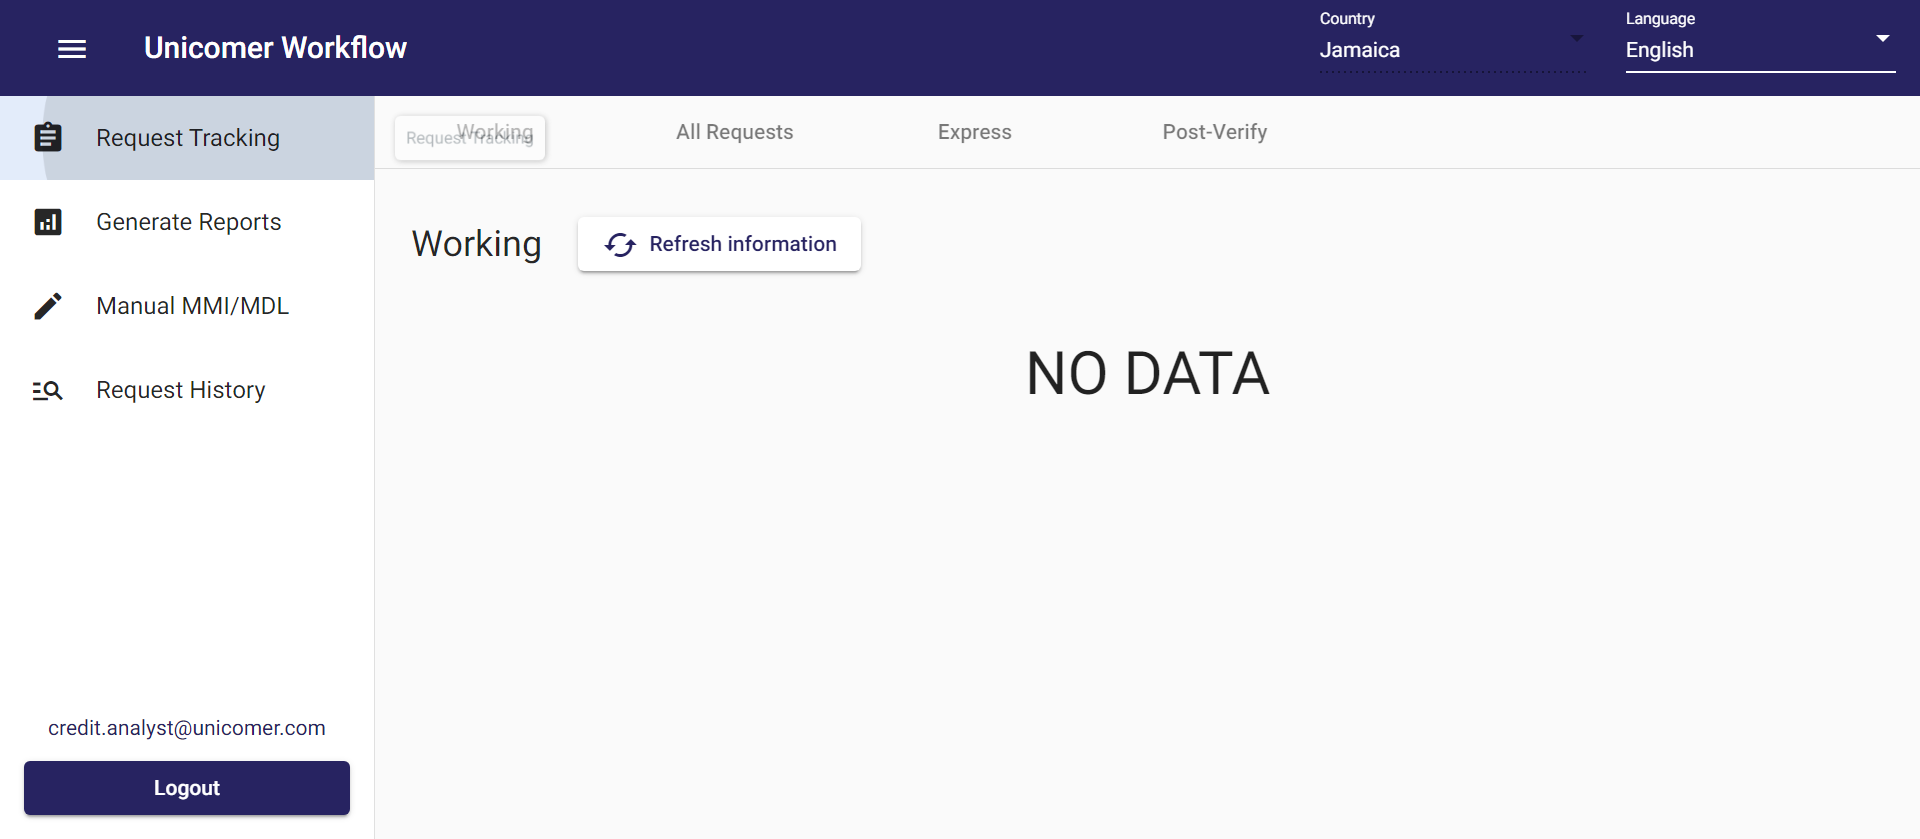 Unicomer Workflow
Country
Jamaica
Language
English
Request Tracking
Generate Reports
Manual MMI/MDL
Request History
credit.analyst@unicomer.com
Logout
Request Tracking
Working
All Requests
Express
Post-Verify
Working
Refresh information
NO DATA